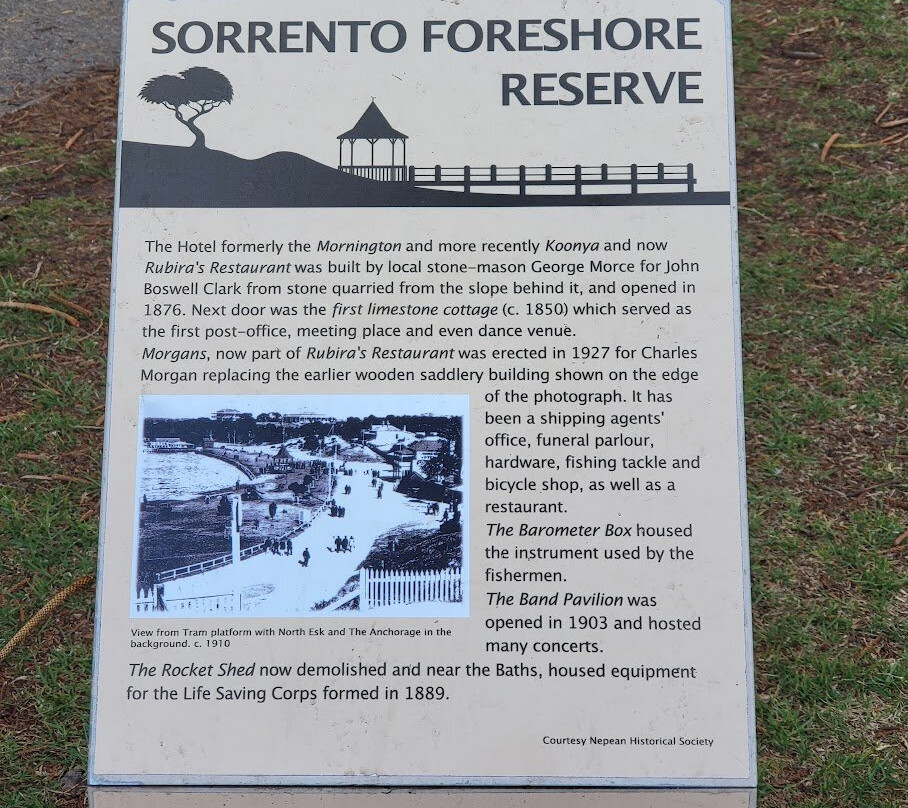 SORRENTO FORESHORE
RESERVE
The Hotel formerly the Mornington and more recently Koonya and now
Rubira's Restaurant was built by local stone-mason George Morce for John
Boswell Clark from stone quarried from the slope behind it, and opened in
1876. Next door was the first limestone cottage (c. 1850) which served as
the first post-office, meeting place and even dance venue.
Morgans, now part of Rubira's Restaurant was erected in 1927 for Charles
Morgan replacing the earlier wooden saddlery building shown on the edge
of the photograph. It has
been a shipping agents'
office, funeral parlour,
hardware, fishing tackle and
bicycle shop, as well as a
restaurant.
The Barometer Box housed
the instrument used by the
fishermen.
The Band Pavilion was
opened in 1903 and hosted
many concerts.
View from Tram platform with North Esk and The Anchorage in the
background. c. 1910
The Rocket Shed now demolished and near the Baths, housed equipment
for the Life Saving Corps formed in 1889.
Courtesy Nepean Historical Society